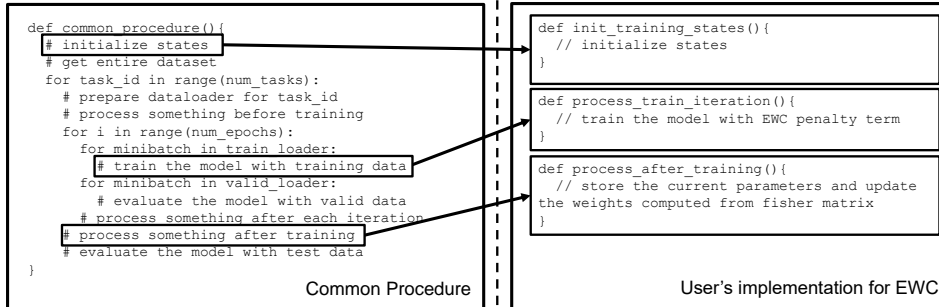 def common_procedure(){
# initialize states
# get entire dataset
for task_id in range(num_tasks):
# prepare dataloader for task_id
# process something before training
for i in range(num_epochs):
for minibatch in train_loader:
# train the model with training data
for minibatch in valid_loader:
# evaluate the model with valid data
# process something after each iteration
# process something after training
# evaluate the model with test data
}
Common Procedure
def init_training_states(){
// initialize states
}
def process_train_iteration(){
// train the model with EWC penalty term
}
def process_after_training(){
// store the current parameters and update
the weights computed from fisher matrix
}
User's implementation for EWC